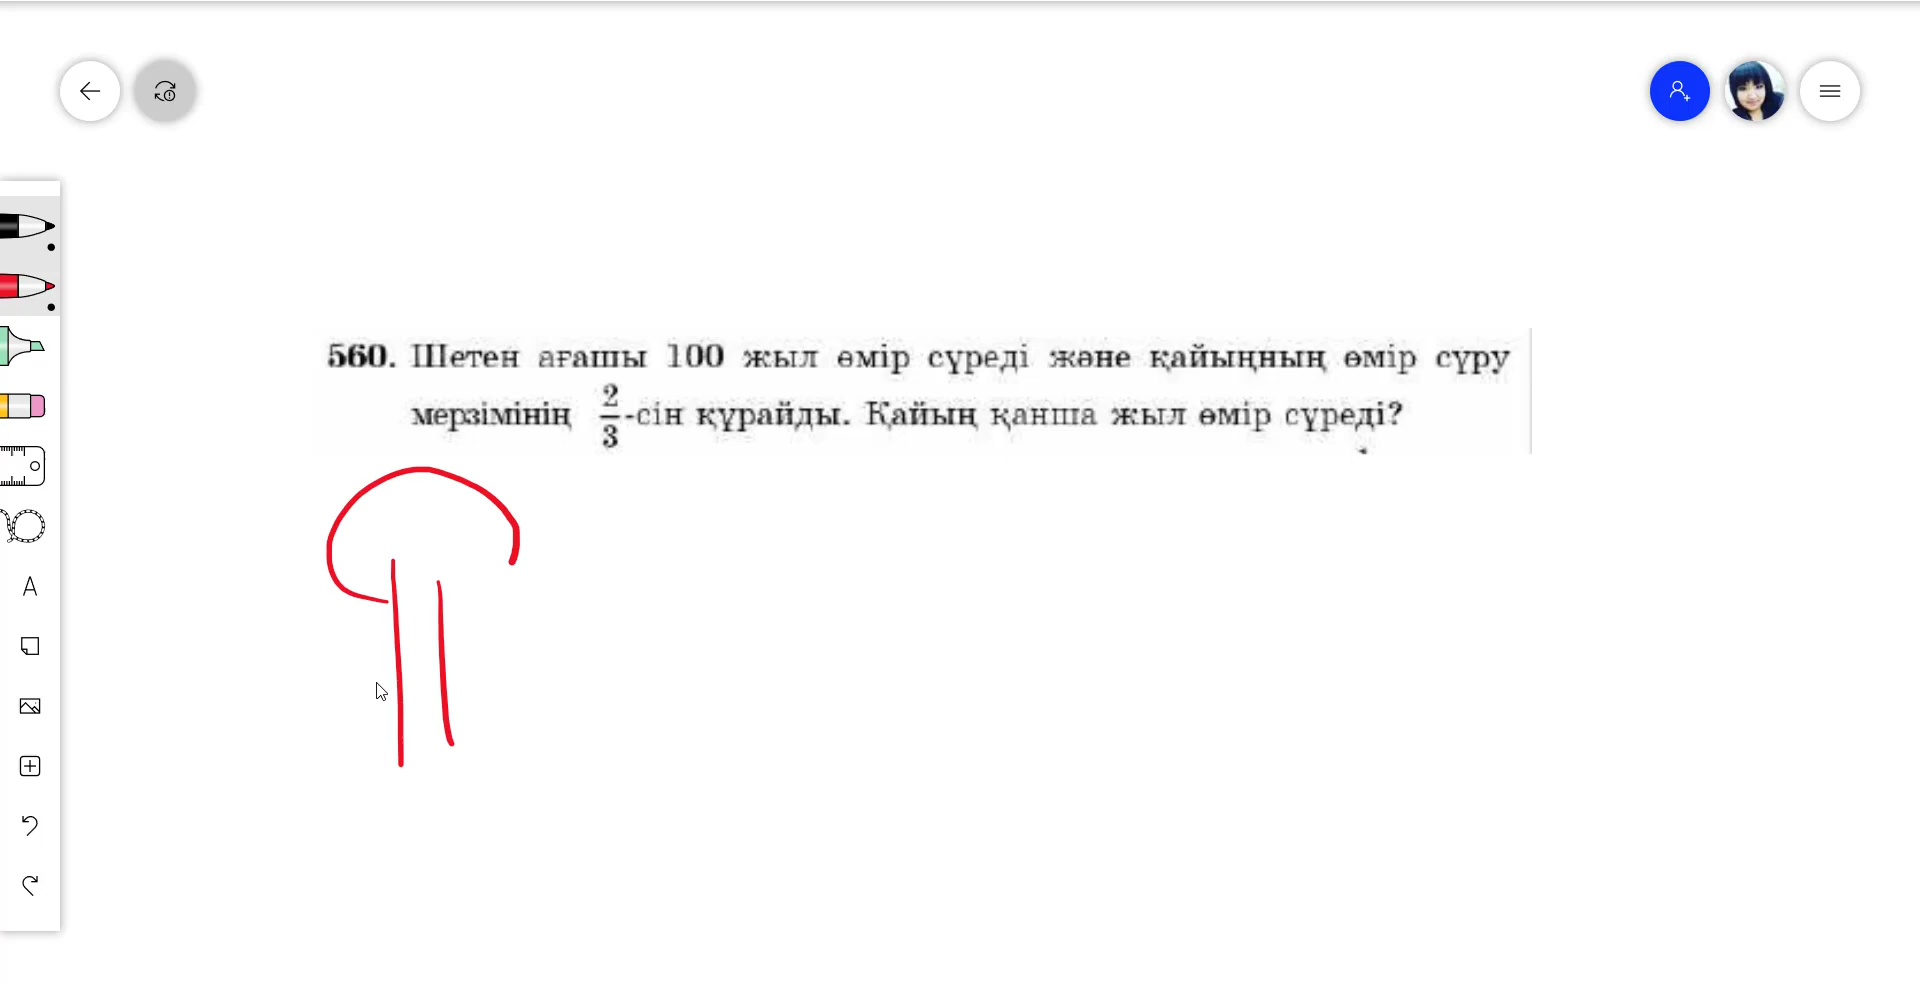 560. Шетен ағашы 100 жыл өмір сүреді және қайыңның өмір сүру
мерзімінің 2/3-сін құрайды. Қайың қанша жыл өмір сүреді?
A